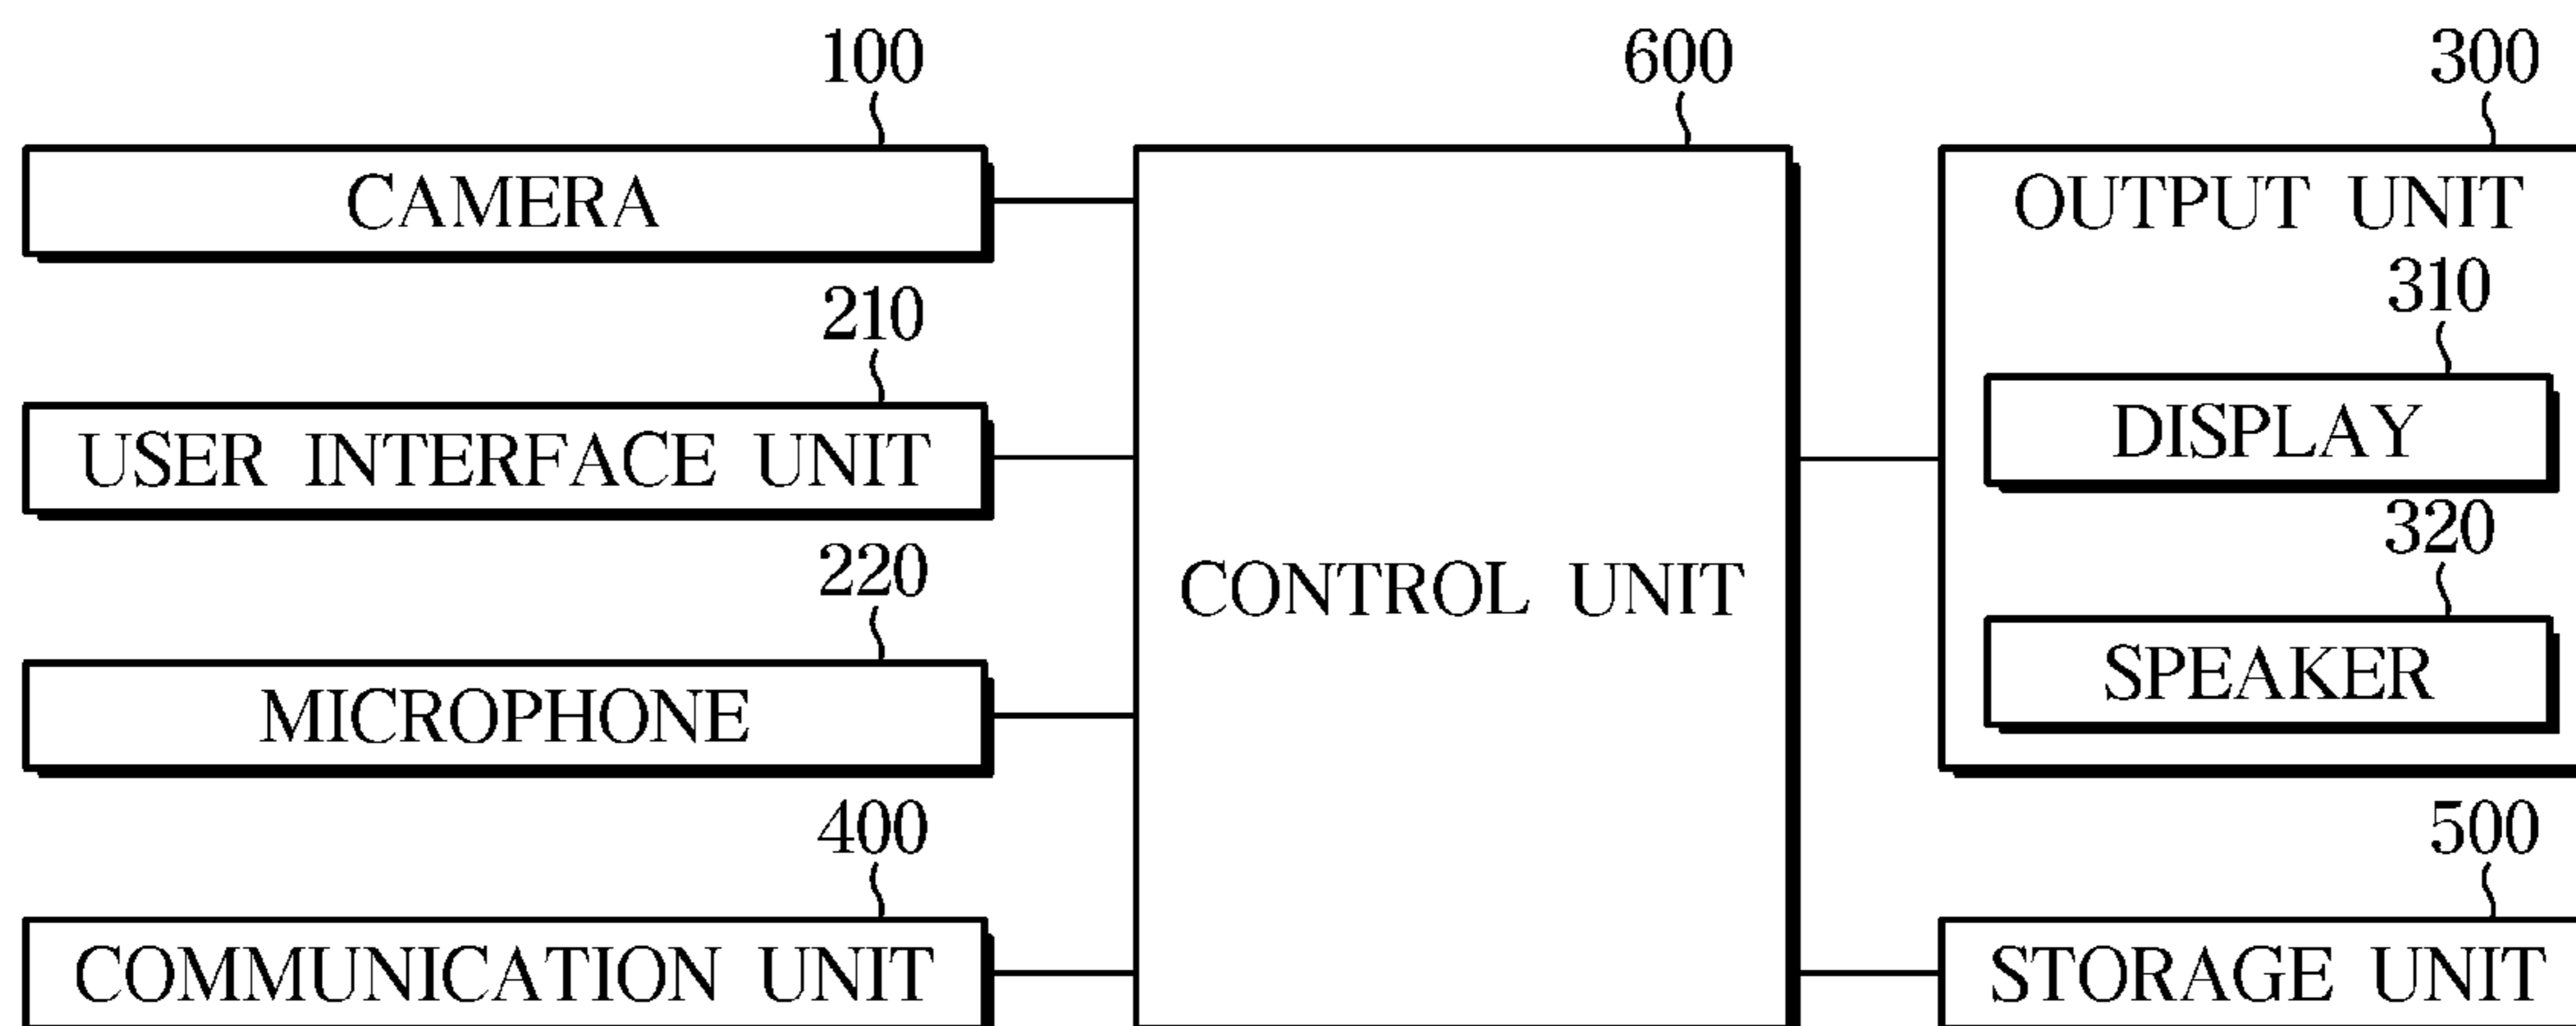 100
600
300
CAMERA
OUTPUT UNIT
210
310
USER INTERFACE UNIT
DISPLAY
220
320
CONTROL UNIT
MICROPHONE
SPEAKER
400
500
COMMUNICATION UNIT
STORAGE UNIT